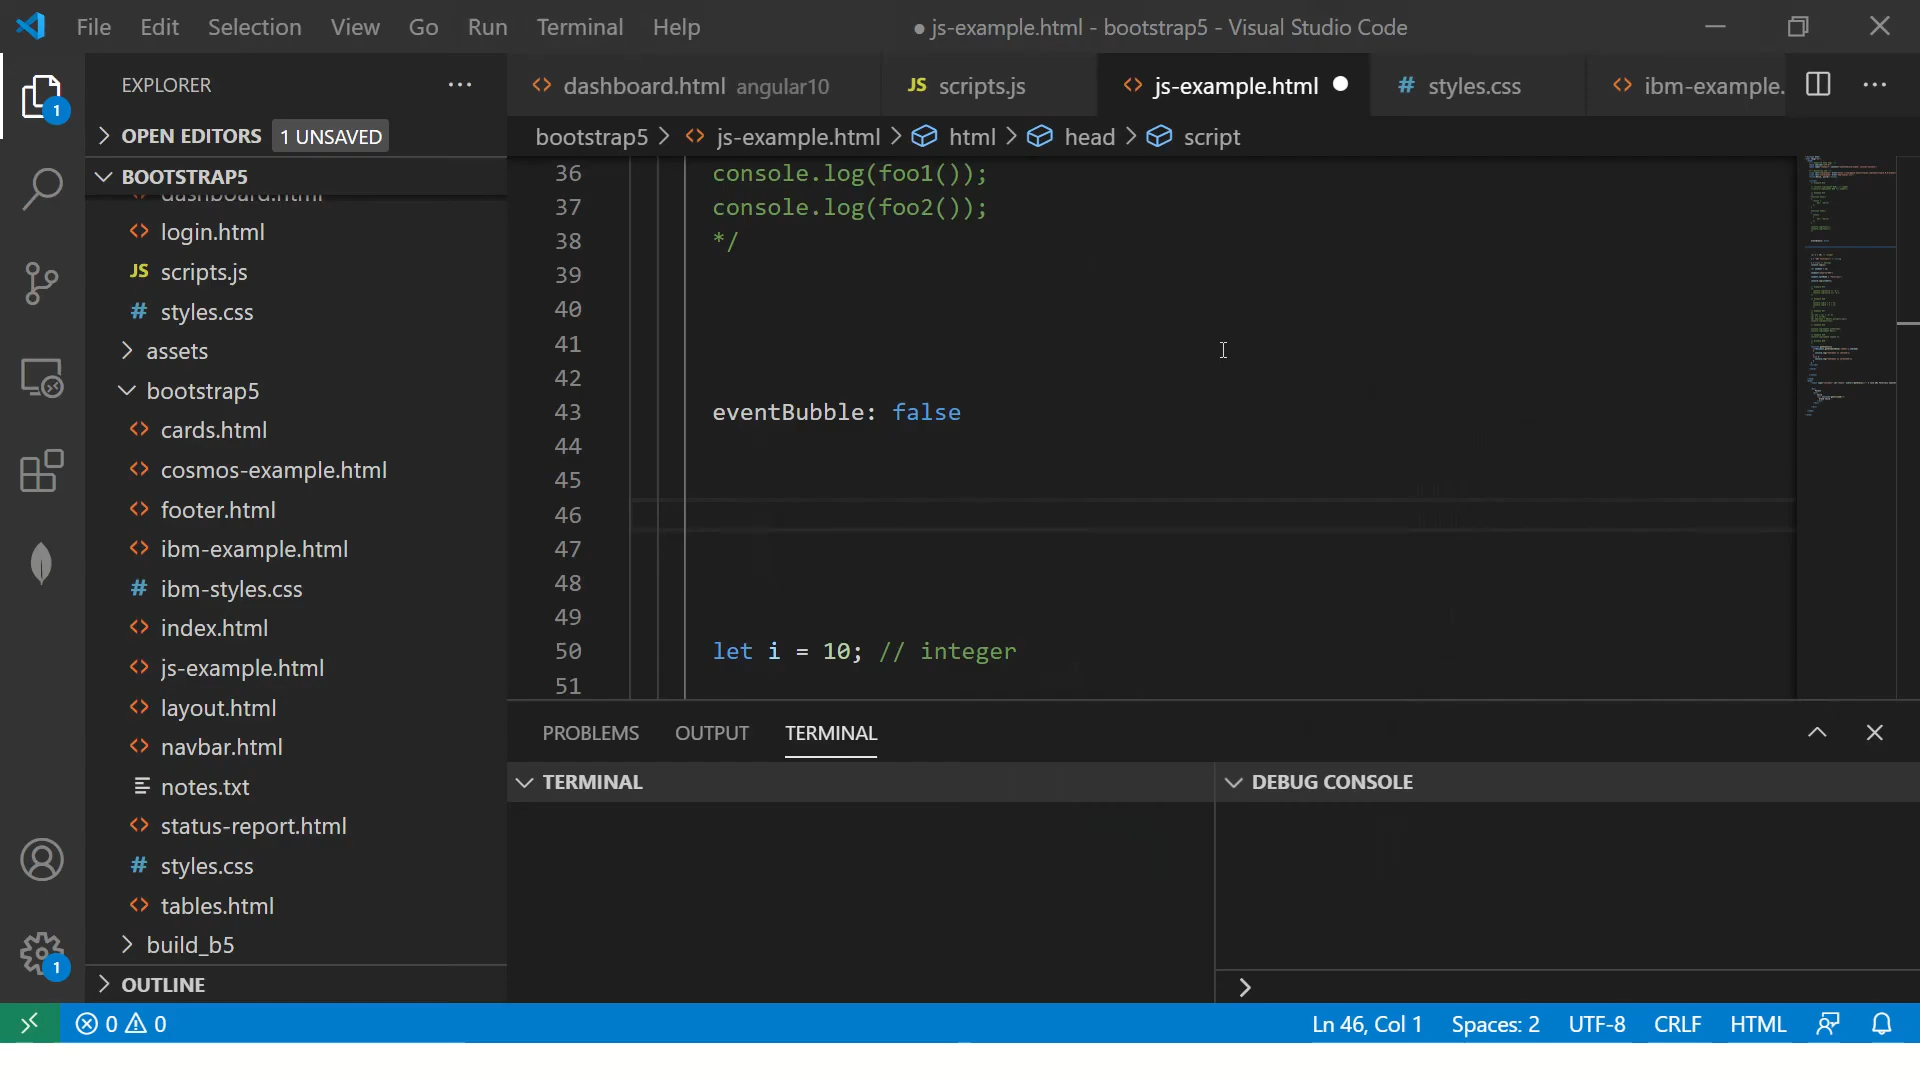 File Edit Selection View Go Run Terminal Help
● js-example.html - bootstrap5 - Visual Studio Code
EXPLORER
dashboard.html angular10
JS scripts.js
js-example.html
# styles.css
ibm-example.
1
OPEN EDITORS 1 UNSAVED
bootstrap5 > js-example.html > html > head > script
BOOTSTRAP5
dashboard.html
login.html
JS scripts.js
# styles.css
assets
bootstrap5
cards.html
cosmos-example.html
footer.html
ibm-example.html
# ibm-styles.css
index.html
js-example.html
layout.html
navbar.html
notes.txt
status-report.html
# styles.css
tables.html
build_b5
OUTLINE
1
36 console.log(foo1());
37 console.log(foo2());
38 */
39
40
41
42
43 eventBubble: false
44
45
46
47
48
49
50 let i = 10; // integer
51
PROBLEMS OUTPUT TERMINAL
TERMINAL
DEBUG CONSOLE
0 0
Ln 46, Col 1 Spaces: 2 UTF-8 CRLF HTML